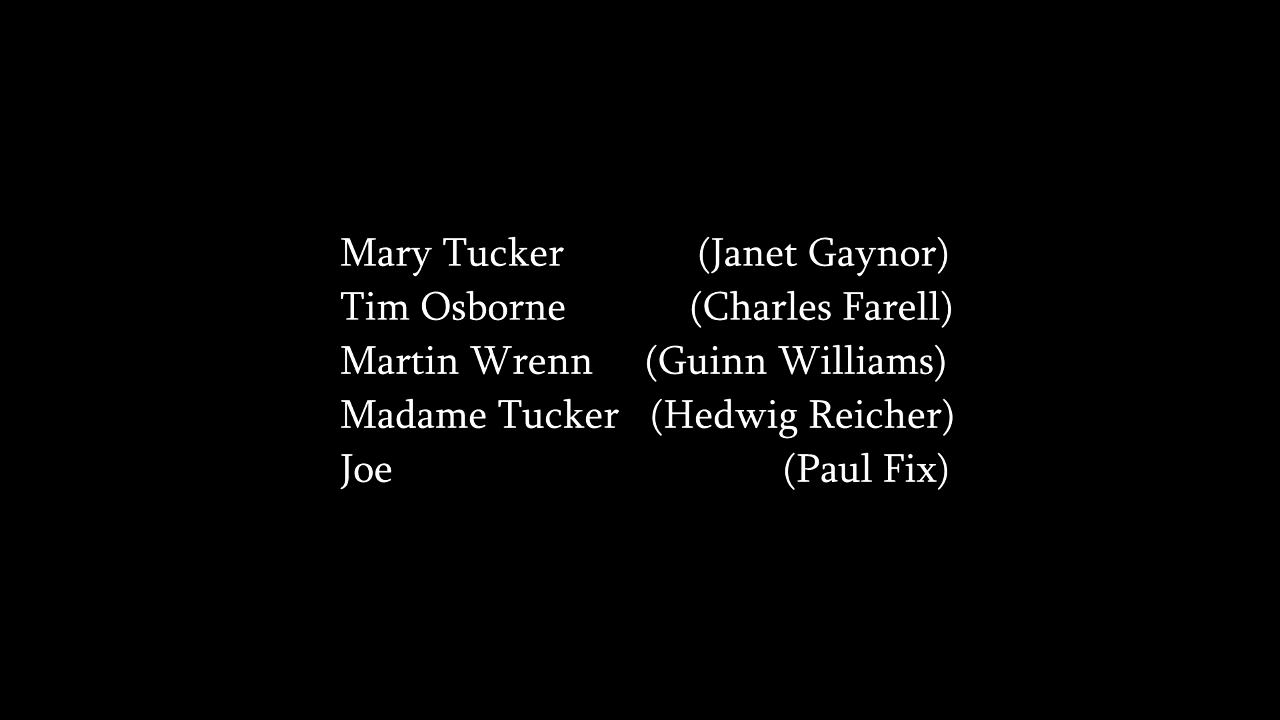 Mary Tucker (Janet Gaynor)
Tim Osborne (Charles Farell)
Martin Wrenn (Guinn Williams)
Madame Tucker (Hedwig Reicher)
Joe (Paul Fix)